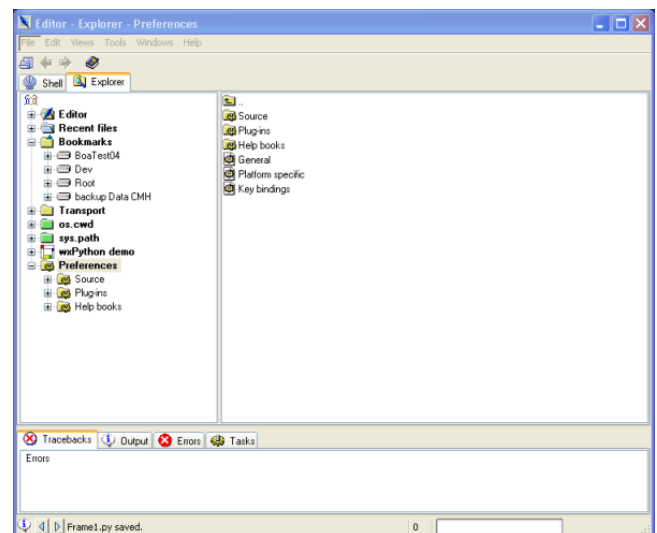 Editor - Explorer - Preferences
File Edit Views Tools Windows Help
Shell Explorer
Editor
Recent files
Bookmarks
BoaTest04
Dev
Root
backup Data CMH
Transport
os.cwd
sys.path
wxPython demo
Preferences
Source
Plug-ins
Help books
..
Source
Plug-ins
Help books
General
Platform specific
Key bindings
Tracebacks Output Errors Tasks
Errors
Frame1.py saved. 0